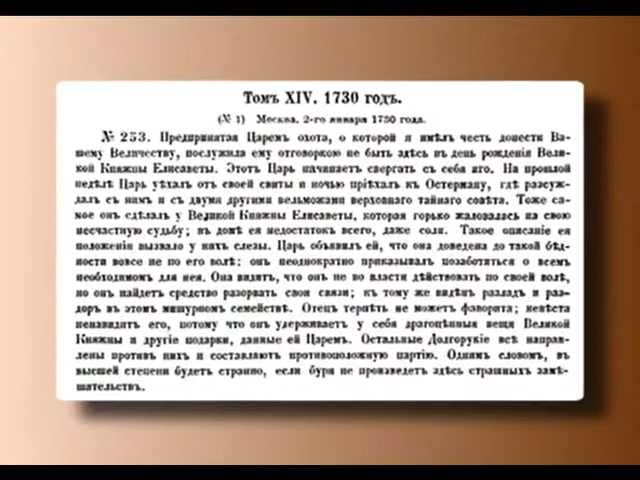 Томъ XIV. 1730 годъ.
(№ 1) Москва, 2-го января 1730 года.
№ 253. Предпринятая Царемъ охота, о которой я имѣлъ честь донести Ва-
шему Величеству, послужила ему отговоркою не быть здѣсь въ день рожденія Вели-
кой Княжны Елисаветы. Этотъ Царь начинаетъ свергать съ себя иго. На прошлой
недѣлѣ Царь уѣхалъ отъ своей свиты и ночью пріѣхалъ къ Остерману, гдѣ разсуж-
далъ съ нимъ и съ двумя другими вельможами верховнаго тайнаго совѣта. Тоже са-
мое онъ сдѣлалъ у Великой Княжны Елисаветы, которая горько жаловалась на свою
несчастную судьбу; въ домѣ ея недостатокъ всего, даже соли. Такое описаніе ея
положенія вызвало у нихъ слезы. Царь объявилъ ей, что она доведена до такой бѣд-
ности вовсе не по его волѣ; онъ неоднократно приказывалъ позаботиться о всемъ
необходимомъ для нея. Она видитъ, что онъ не во власти дѣйствовать по своей волѣ,
но онъ найдетъ средство разорвать свои связи; къ тому же виденъ разладъ и раз-
доръ въ этомъ мишурномъ семействѣ. Отецъ терпѣть не можетъ фаворита; невѣста
ненавидитъ его, потому что онъ удерживаетъ у себя драгоцѣнныя вещи Великой
Княжны и другіе подарки, данные ей Царемъ. Остальные Долгорукіе всѣ направ-
лены противъ нихъ и составляютъ противоположную партію. Однимъ словомъ, въ
высшей степени будетъ странно, если буря не произведетъ здѣсь страшныхъ замѣ-
шательствъ.